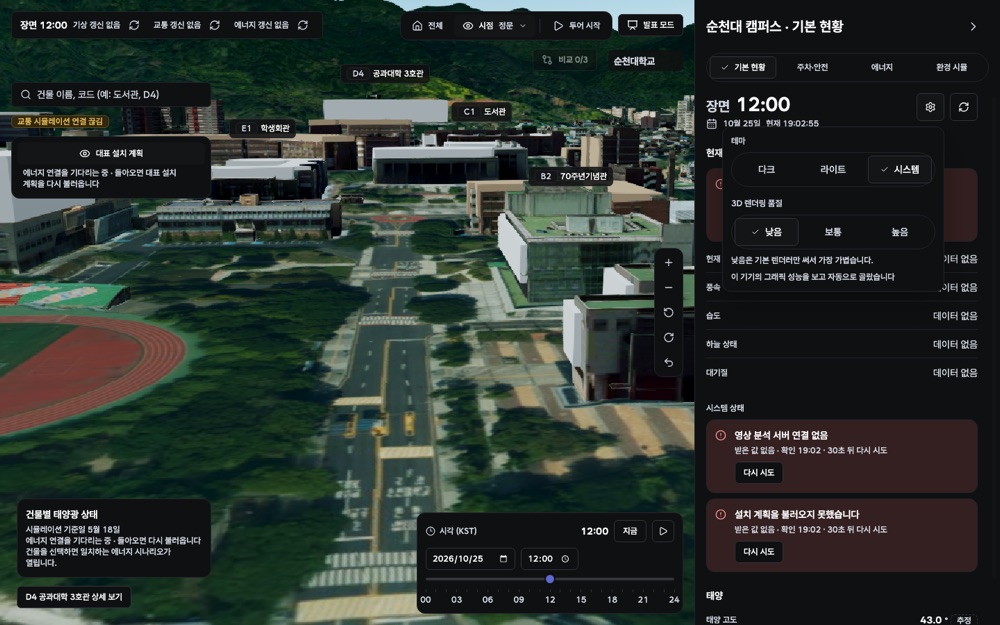 장면 12:00 기상 갱신 없음 교통 갱신 없음 에너지 갱신 없음
전체 시점 정문 투어 시작 발표 모드
비교 0/3 순천대학교
D4 공과대학 3호관
건물 이름, 코드 (예: 도서관, D4)
C1 도서관
교통 시뮬레이션 연결 끊김
E1 학생회관
대표 설치 계획
에너지 연결을 기다리는 중 · 돌아오면 대표 설치
계획을 다시 불러옵니다
B2 70주년기념관
건물별 태양광 상태
시뮬레이션 기준일 5월 18일
에너지 연결을 기다리는 중 · 돌아오면 다시 불러옵니다
건물을 선택하면 일치하는 에너지 시나리오가
열립니다.
D4 공과대학 3호관 상세 보기
시각 (KST) 12:00 지금
2026/10/25 12:00
00 03 06 09 12 15 18 21 24
순천대 캠퍼스 · 기본 현황
기본 현황 주차·안전 에너지 환경 시뮬
장면 12:00
10월 25일 현재 19:02:55
테마
현재
다크 라이트 시스템
3D 렌더링 품질
낮음 보통 높음
낮음은 기본 렌더러만 써서 가장 가볍습니다.
이 기기의 그래픽 성능을 보고 자동으로 골랐습니다
현재 이터 없음
풍속 이터 없음
습도 데이터 없음
하늘 상태 데이터 없음
대기질 데이터 없음
시스템 상태
영상 분석 서버 연결 없음
받은 값 없음 · 확인 19:02 · 30초 뒤 다시 시도
다시 시도
설치 계획을 불러오지 못했습니다
받은 값 없음 · 확인 19:02 · 30초 뒤 다시 시도
다시 시도
태양
태양 고도 43.0 ° 추정